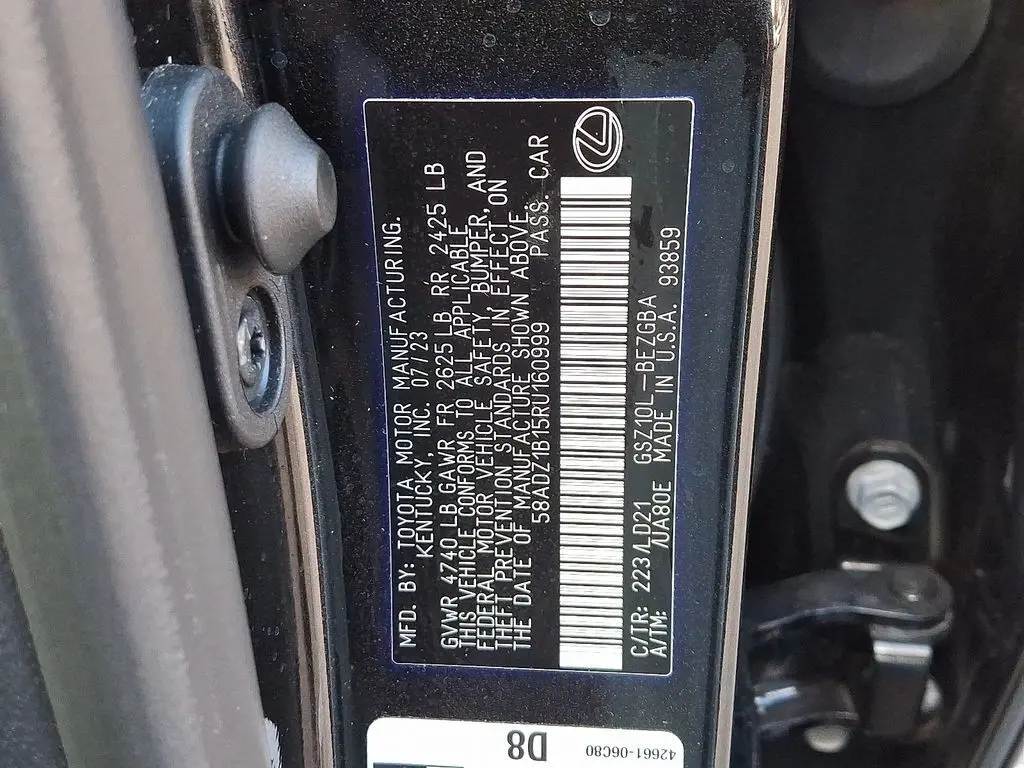 MFD. BY: TOYOTA MOTOR MANUFACTURING.
KENTUCKY, INC. 07/23
GVWR 4740 LB GAWR FR 2625 LB RR 2425 LB
THIS VEHICLE CONFORMS TO ALL APPLICABLE
FEDERAL MOTOR VEHICLE SAFETY, BUMPER, AND
THEFT PREVENTION STANDARDS IN EFFECT ON
THE DATE OF MANUFACTURE SHOWN ABOVE.
58ADZ1B15RU160999 PASS. CAR
C/TR: 223/LD21 GSZ10L-BEZGBA
A/TM: /UA80E MADE IN U.S.A. 93859
D8
42661-06C80